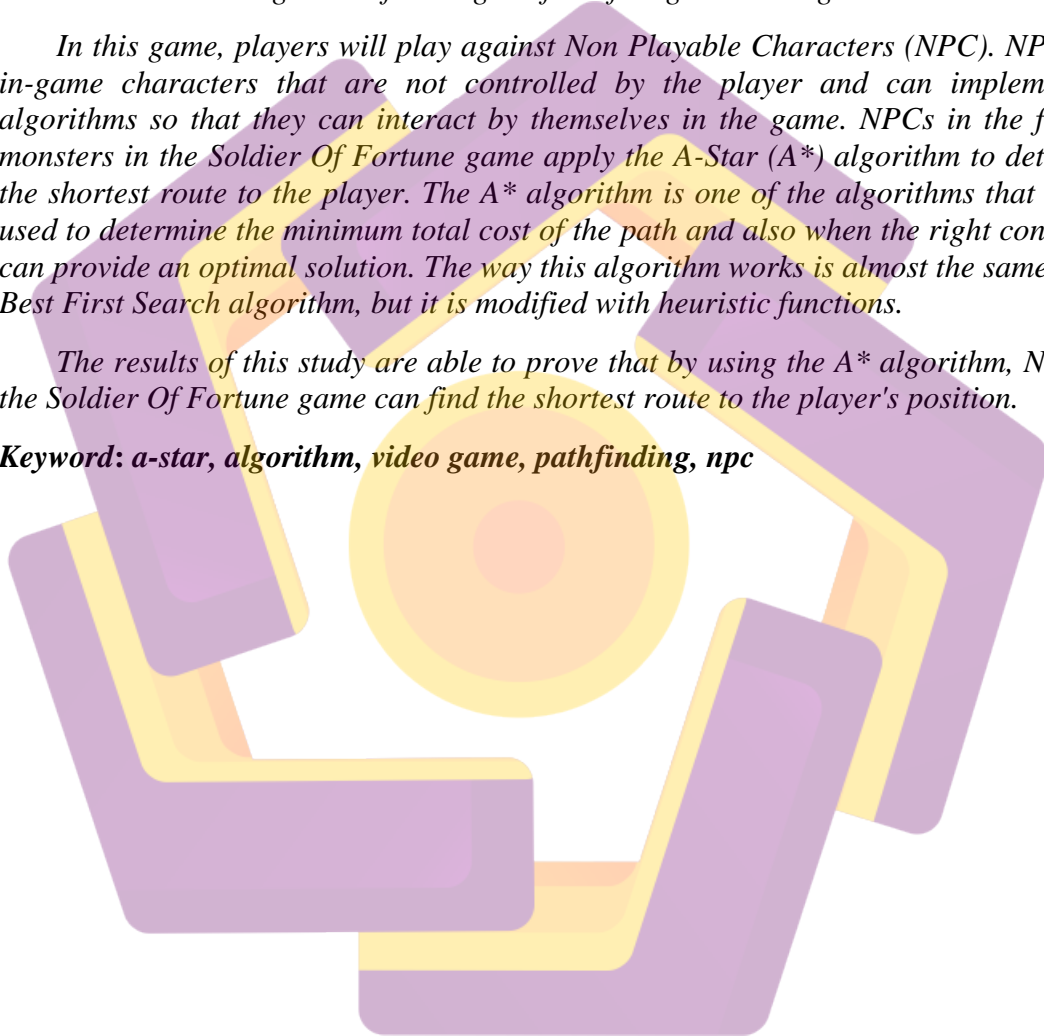 In this game, players will play against Non Playable Characters (NPC). NP
in-game characters that are not controlled by the player and can implem
algorithms so that they can interact by themselves in the game. NPCs in the f
monsters in the Soldier Of Fortune game apply the A-Star (A*) algorithm to det
the shortest route to the player. The A* algorithm is one of the algorithms that
used to determine the minimum total cost of the path and also when the right con
can provide an optimal solution. The way this algorithm works is almost the same
Best First Search algorithm, but it is modified with heuristic functions.
The results of this study are able to prove that by using the A* algorithm, N
the Soldier Of Fortune game can find the shortest route to the player's position.
Keyword: a-star, algorithm, video game, pathfinding, npc